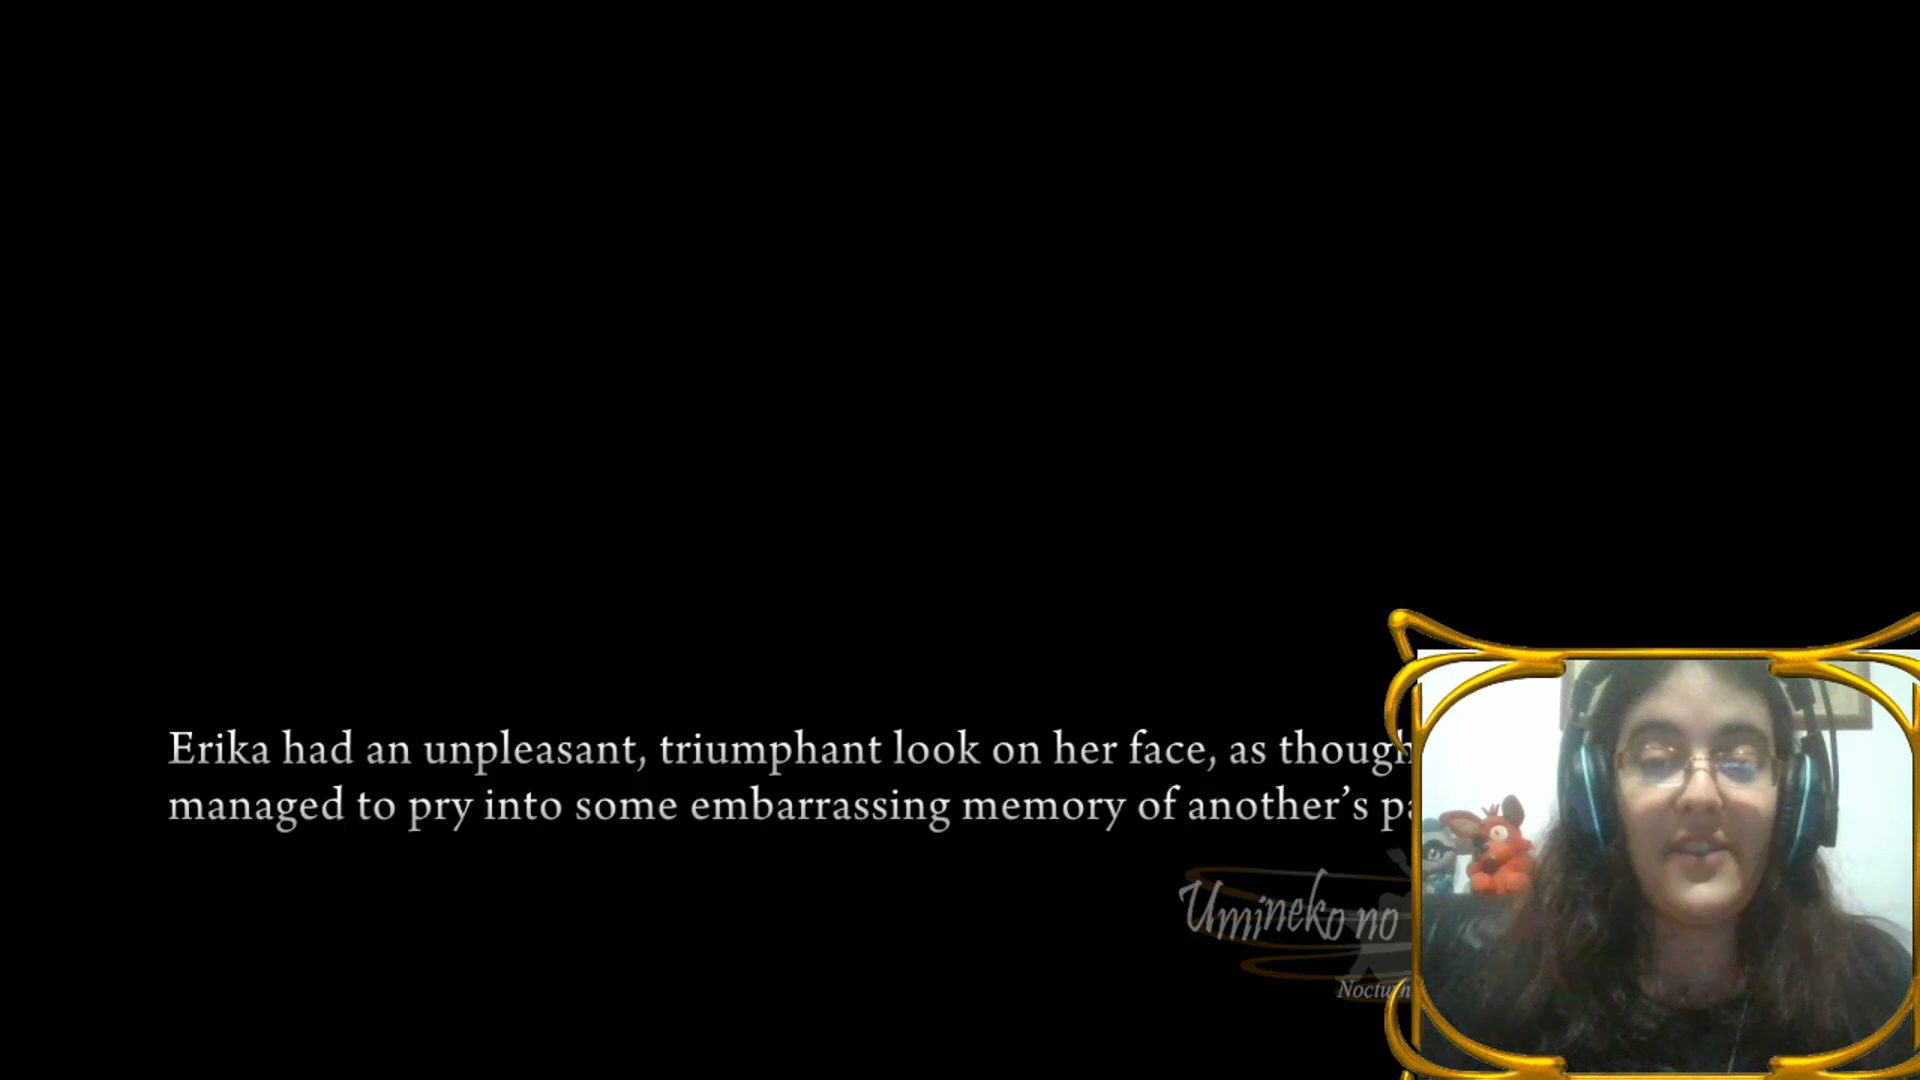 Erika had an unpleasant, triumphant look on her face, as though
managed to pry into some embarrassing memory of another's
Umineko no